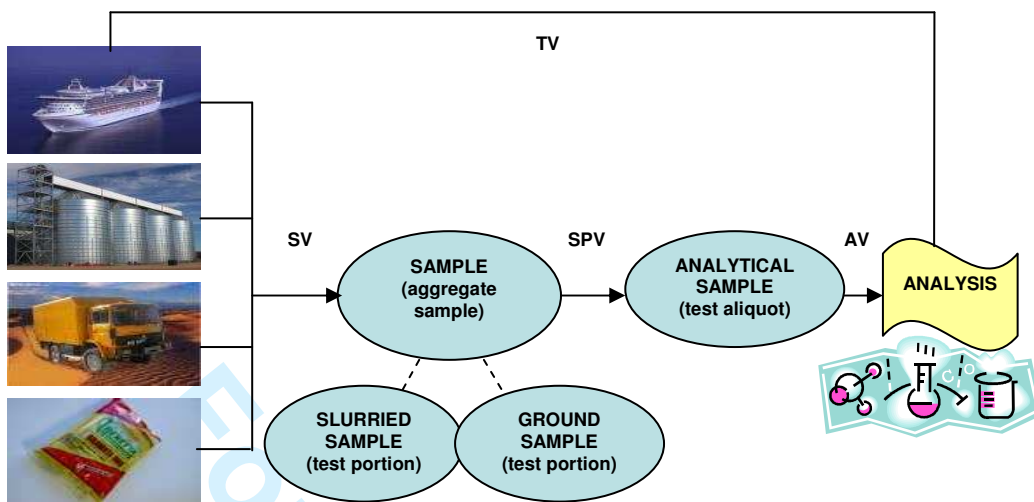 TV
SV
SAMPLE
(aggregate
sample)
SPV
ANALYTICAL
SAMPLE
(test aliquot)
AV
ANALYSIS
SLURRIED
SAMPLE
(test portion)
GROUND
SAMPLE
(test portion)